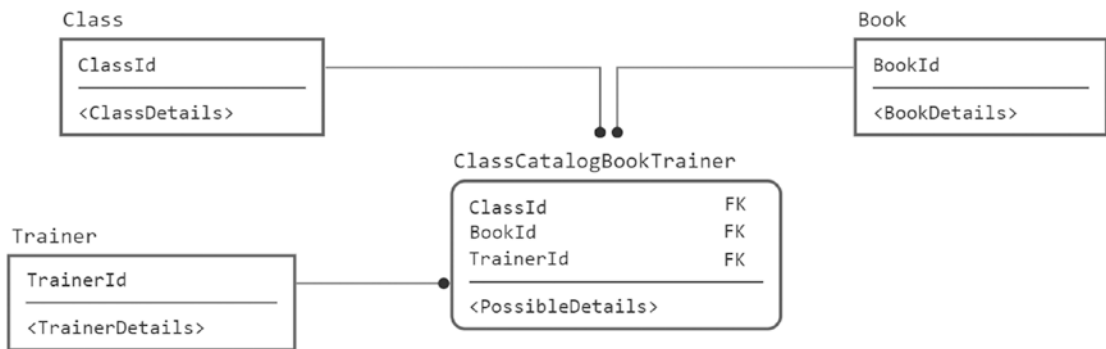 Class
ClassId
<ClassDetails>
Book
BookId
<BookDetails>
ClassCatalogBookTrainer
ClassId FK
BookId FK
TrainerId FK
<PossibleDetails>
Trainer
TrainerId
<TrainerDetails>